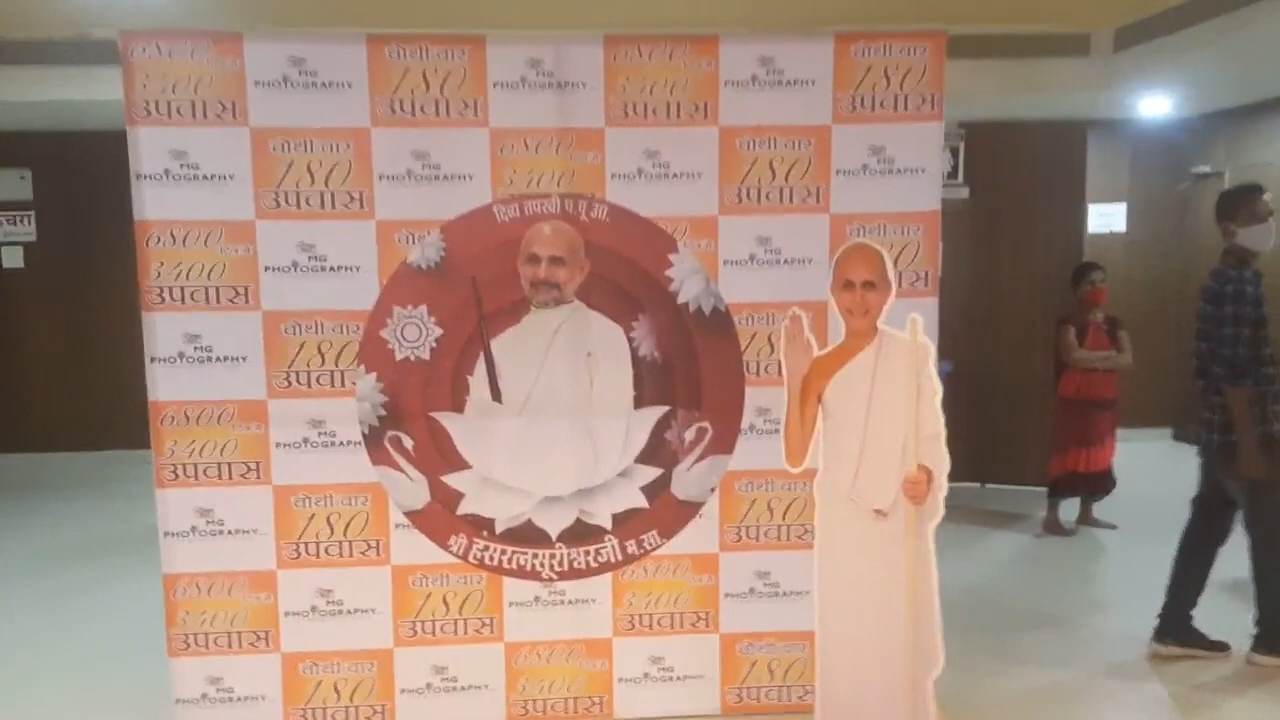 6800 दिन में
3400
उपवास
MG
PHOTOGRAPHY
चौथी बार
180
उपवास
दिव्य तपस्वी प.पू.आ.
श्री हंसरत्नसूरीश्वरजी म.सा.
कचरा